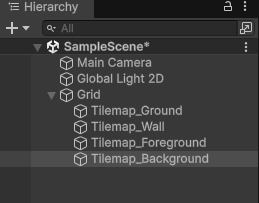 Hierarchy
All
SampleScene*
Main Camera
Global Light 2D
Grid
Tilemap_Ground
Tilemap_Wall
Tilemap_Foreground
Tilemap_Background